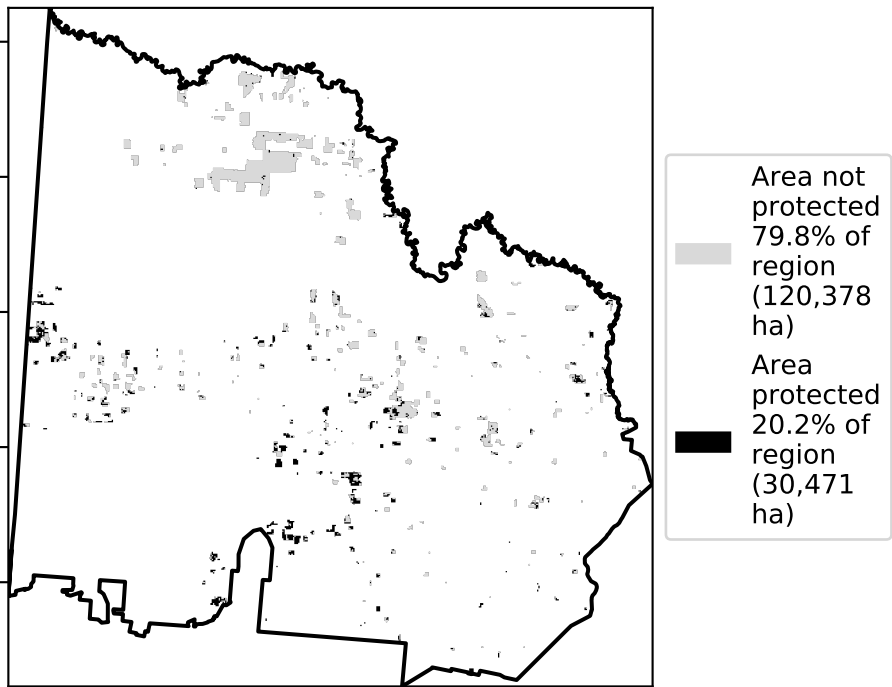 Area not
protected
79.8% of
region
(120,378
ha)
Area
protected
20.2% of
region
(30,471
ha)